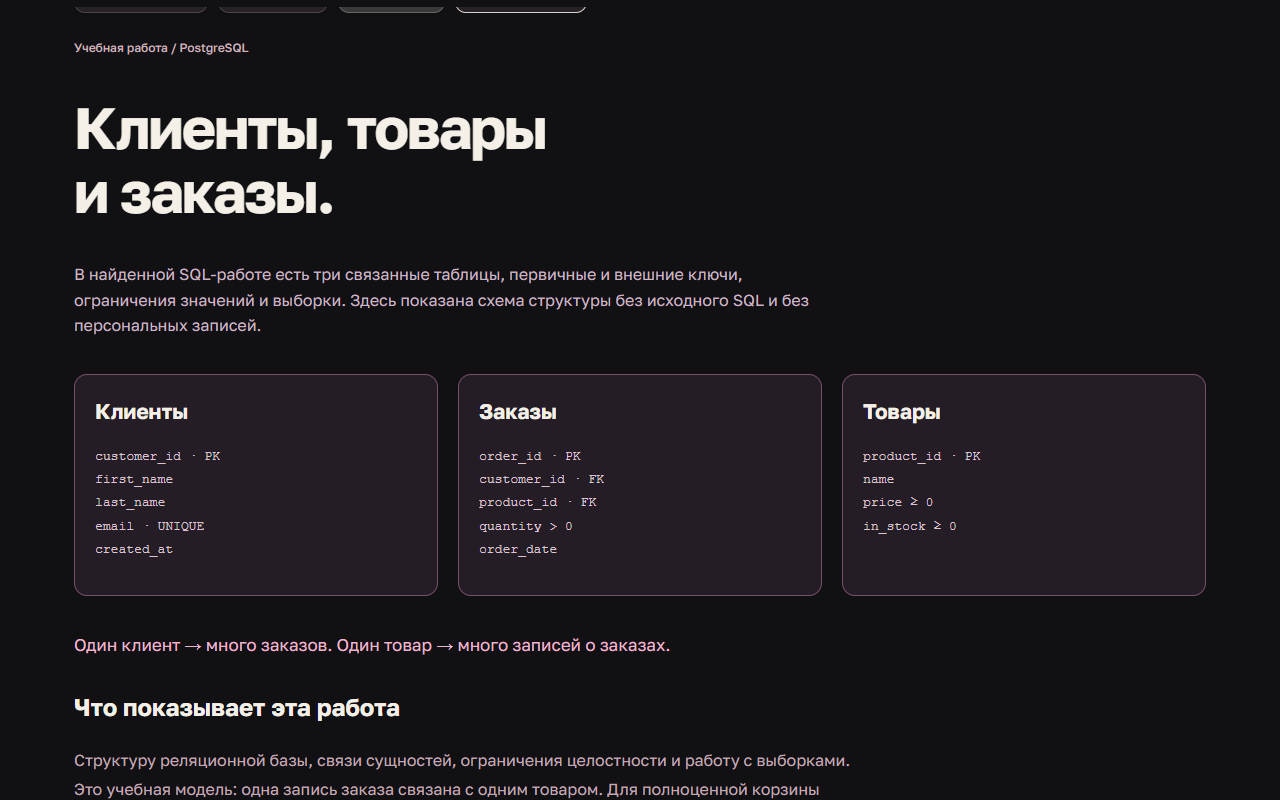 Учебная работа / PostgreSQL
Клиенты, товары
и заказы.
В найденной SQL-работе есть три связанные таблицы, первичные и внешние ключи,
ограничения значений и выборки. Здесь показана схема структуры без исходного SQL и без
персональных записей.
Клиенты
customer_id · PK
first_name
last_name
email · UNIQUE
created_at
Заказы
order_id · PK
customer_id · FK
product_id · FK
quantity > 0
order_date
Товары
product_id · PK
name
price ≥ 0
in_stock ≥ 0
Один клиент → много заказов. Один товар → много записей о заказах.
Что показывает эта работа
Структуру реляционной базы, связи сущностей, ограничения целостности и работу с выборками.
Это учебная модель: одна запись заказа связана с одним товаром. Для полноценной корзины